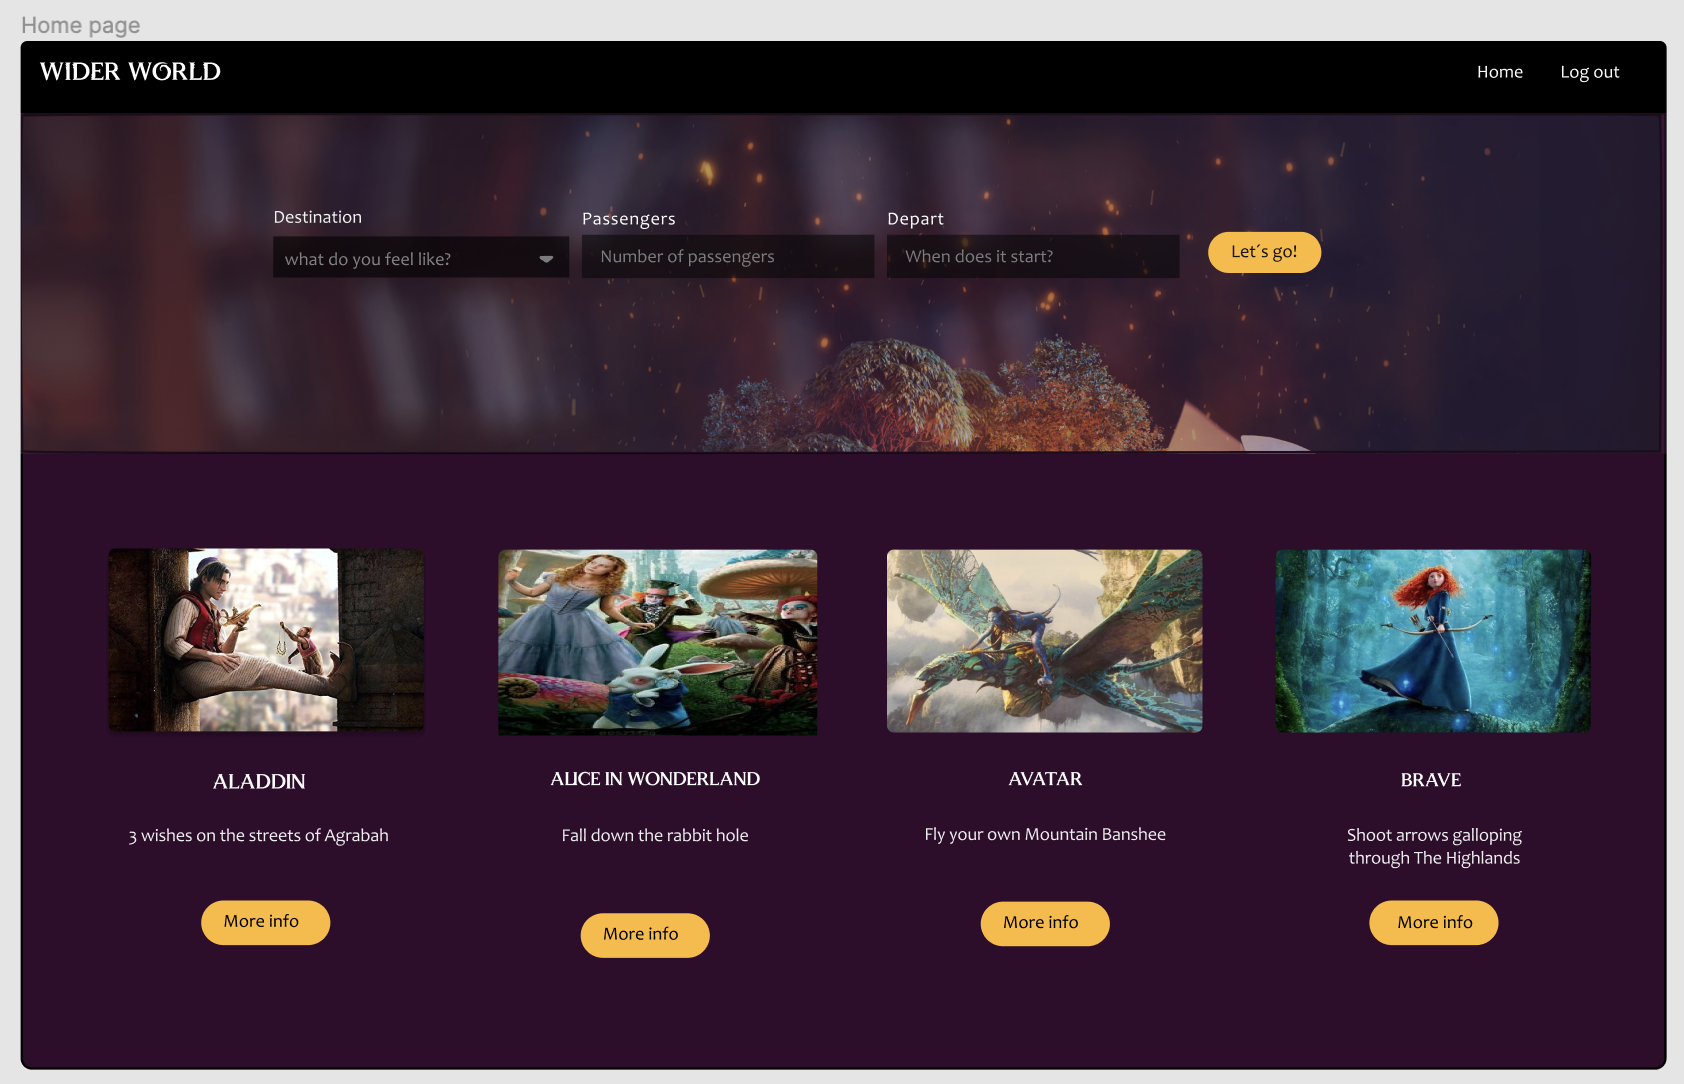 Home page
WIDER WORLD
Home
Log out
Destination
Passengers
Depart
what do you feel like?
Number of passengers
When does it start?
Let´s go!
ALADDIN
ALICE IN WONDERLAND
AVATAR
BRAVE
3 wishes on the streets of Agrabah
Fall down the rabbit hole
Fly your own Mountain Banshee
Shoot arrows galloping
through The Highlands
More info
More info
More info
More info